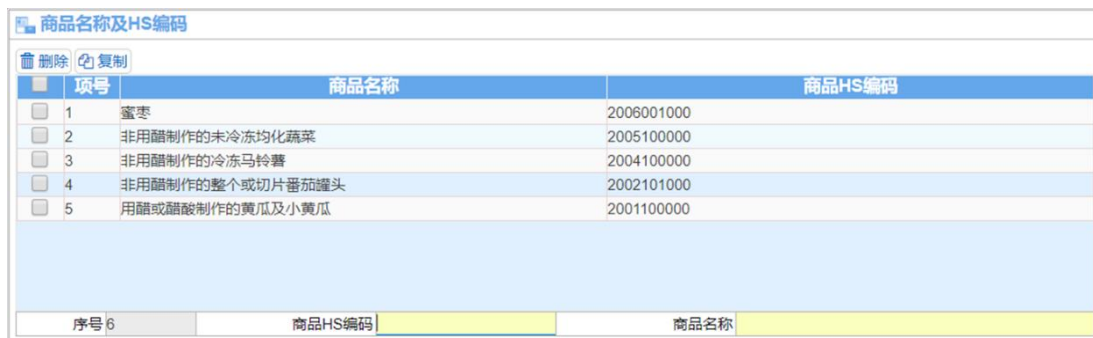 商品名称及HS编码
删除 复制
项号 商品名称 商品HS编码
1 蜜枣 2006001000
2 非用醋制作的未冷冻均化蔬菜 2005100000
3 非用醋制作的冷冻马铃薯 2004100000
4 非用醋制作的整个或切片番茄罐头 2002101000
5 用醋或醋酸制作的黄瓜及小黄瓜 2001100000
序号 6 商品HS编码 商品名称